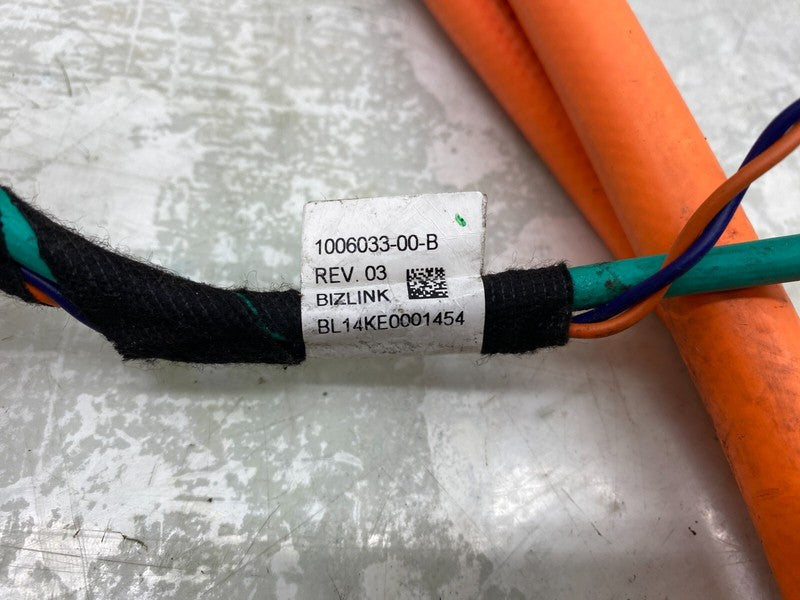 1006033-00-B
REV. 03
BIZLINK
BL14KE0001454